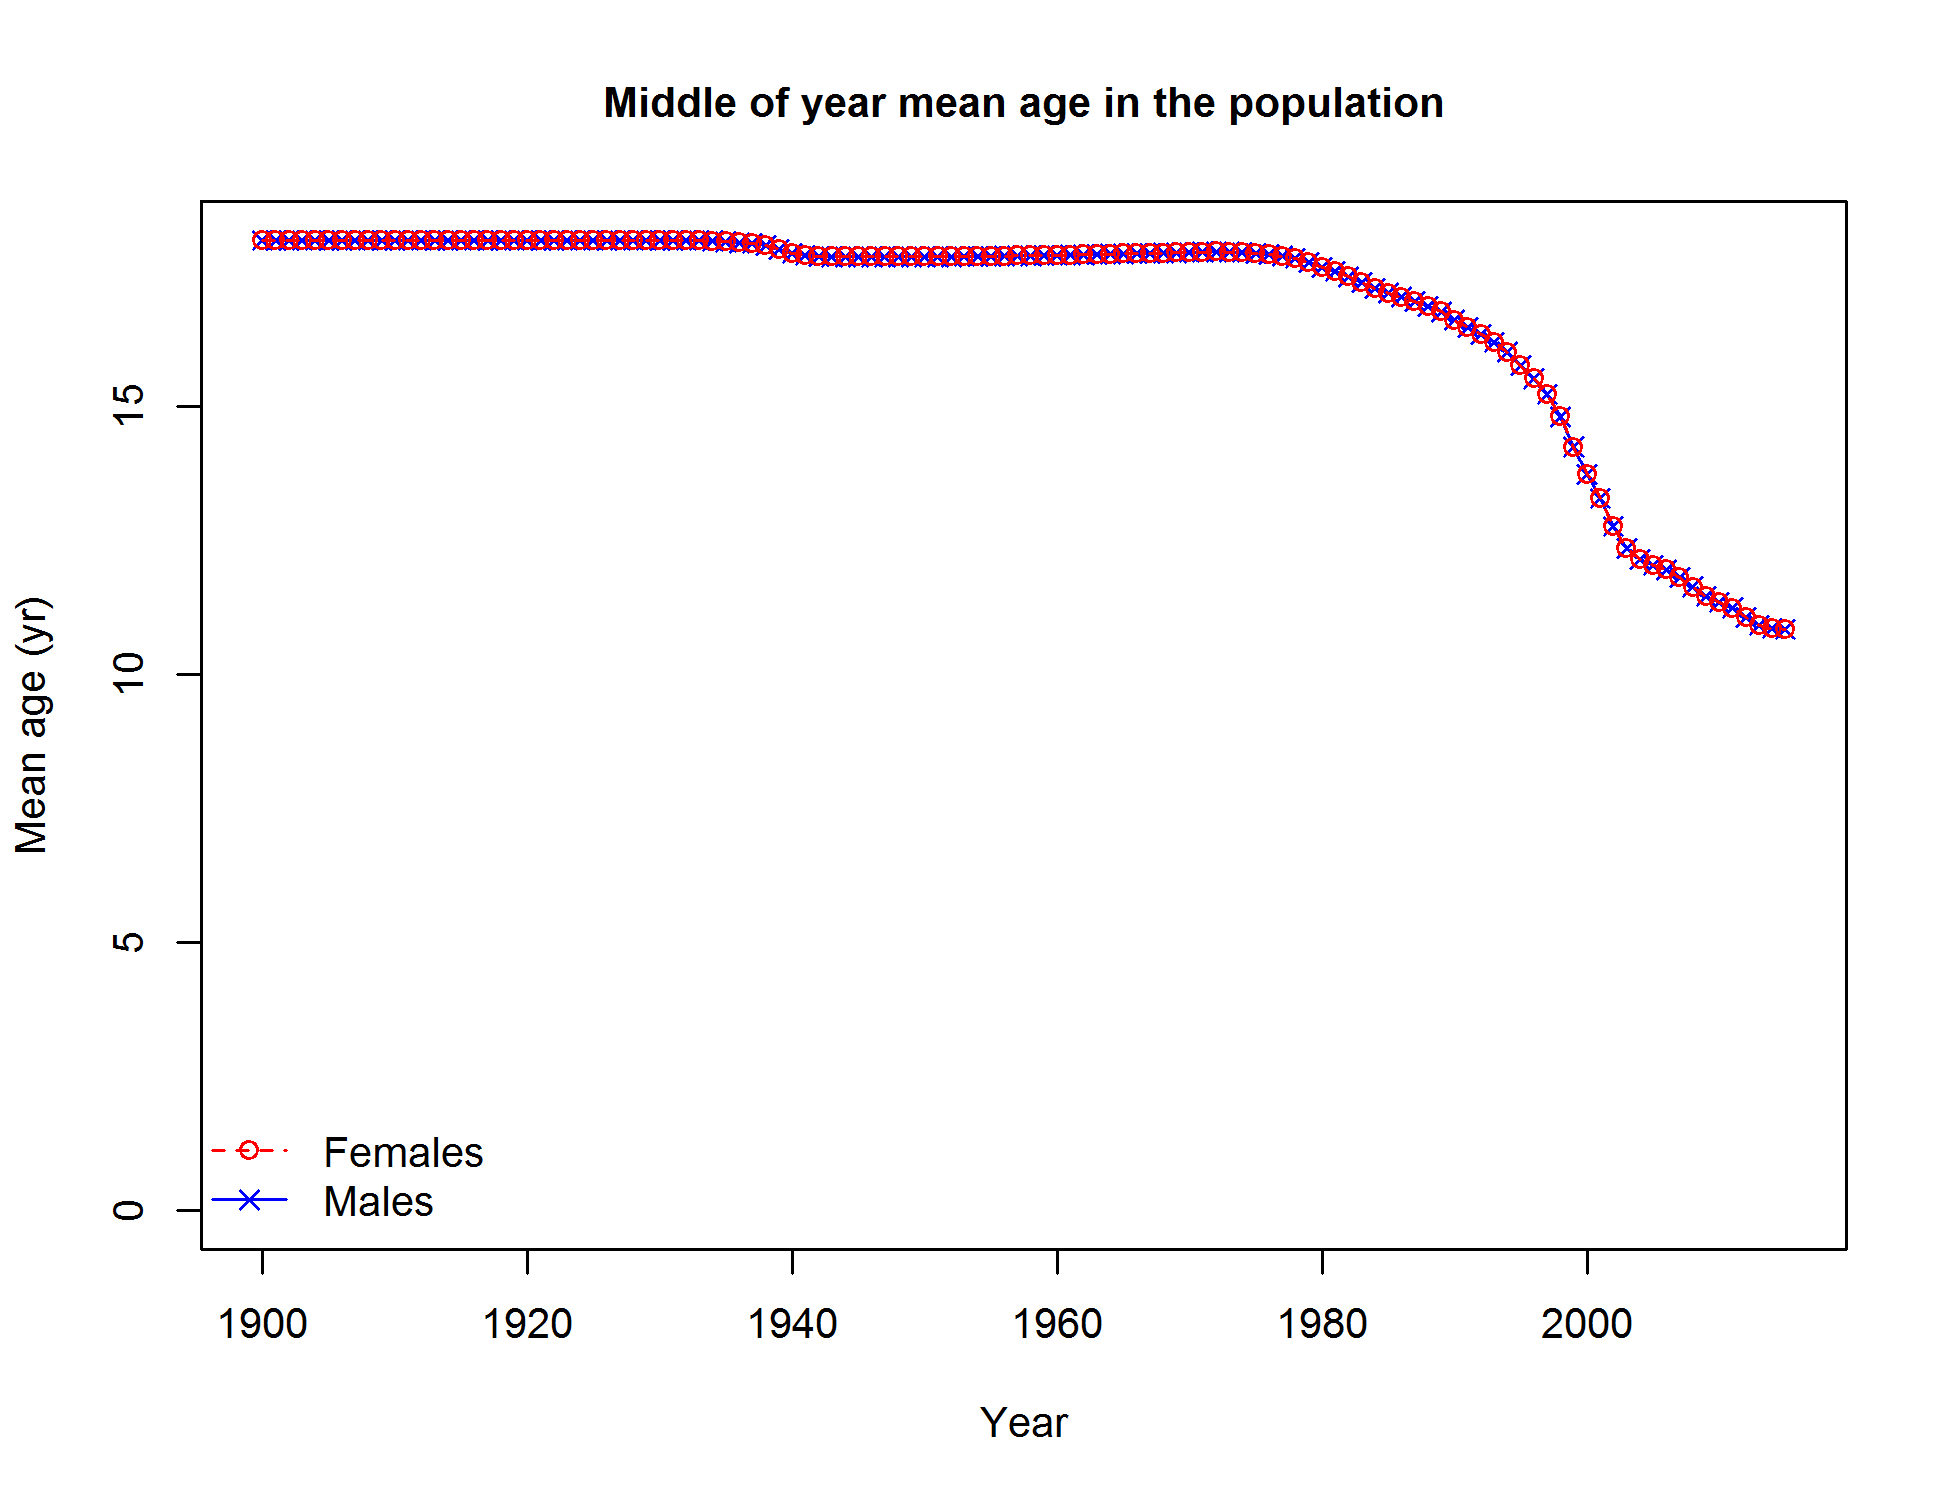 Middle of year mean age in the population
Mean age (yr)
15
10
5
0
Females
Males
1900 1920 1940 1960 1980 2000
Year